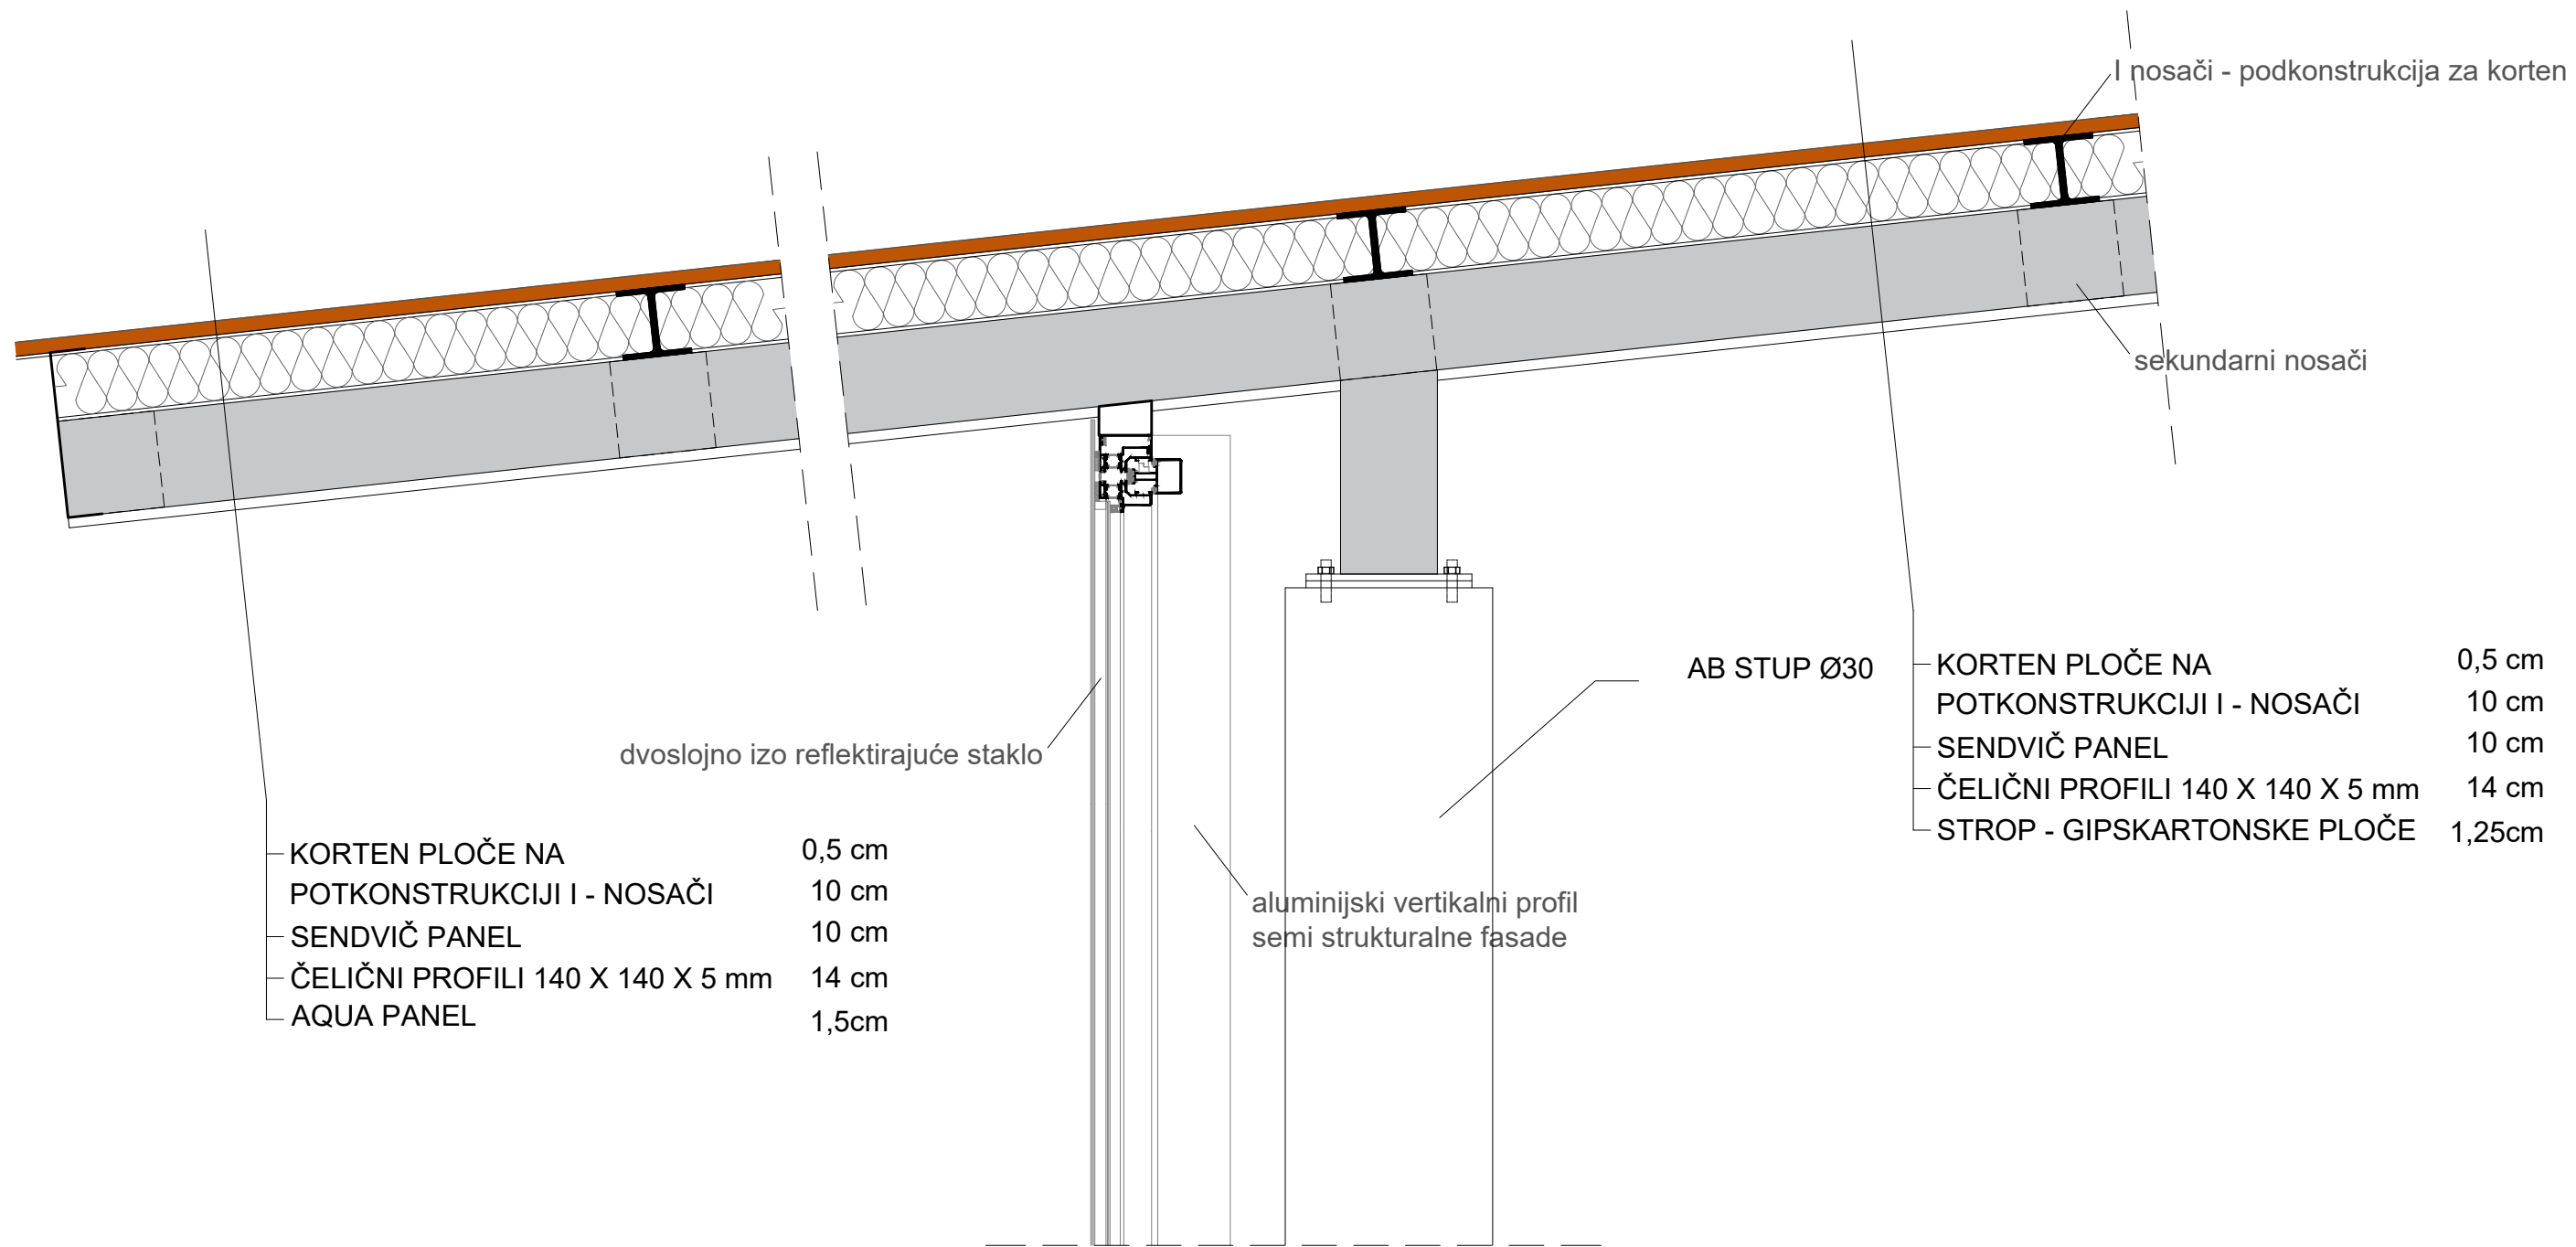 I nosači - podkonstrukcija za korten
sekundarni nosači
AB STUP Ø30
KORTEN PLOČE NA 0,5 cm
POTKONSTRUKCIJI I - NOSAČI 10 cm
SENDVIČ PANEL 10 cm
ČELIČNI PROFILI 140 X 140 X 5 mm 14 cm
STROP - GIPSKARTONSKE PLOČE 1,25cm
dvoslojno izo reflektirajuće staklo
KORTEN PLOČE NA 0,5 cm
POTKONSTRUKCIJI I - NOSAČI 10 cm
SENDVIČ PANEL 10 cm
ČELIČNI PROFILI 140 X 140 X 5 mm 14 cm
AQUA PANEL 1,5cm
aluminijski vertikalni profil
semi strukturalne fasade